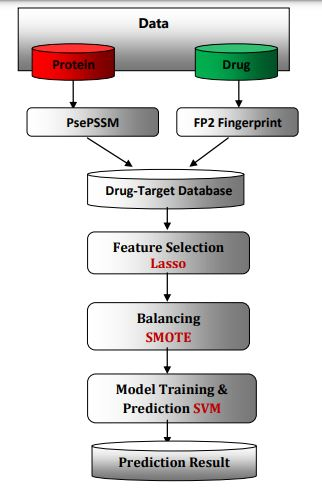 Data
Protein
Drug
PsePSSM
FP2 Fingerprint
Drug-Target Database
Feature Selection
Lasso
Balancing
SMOTE
Model Training &
Prediction SVM
Prediction Result